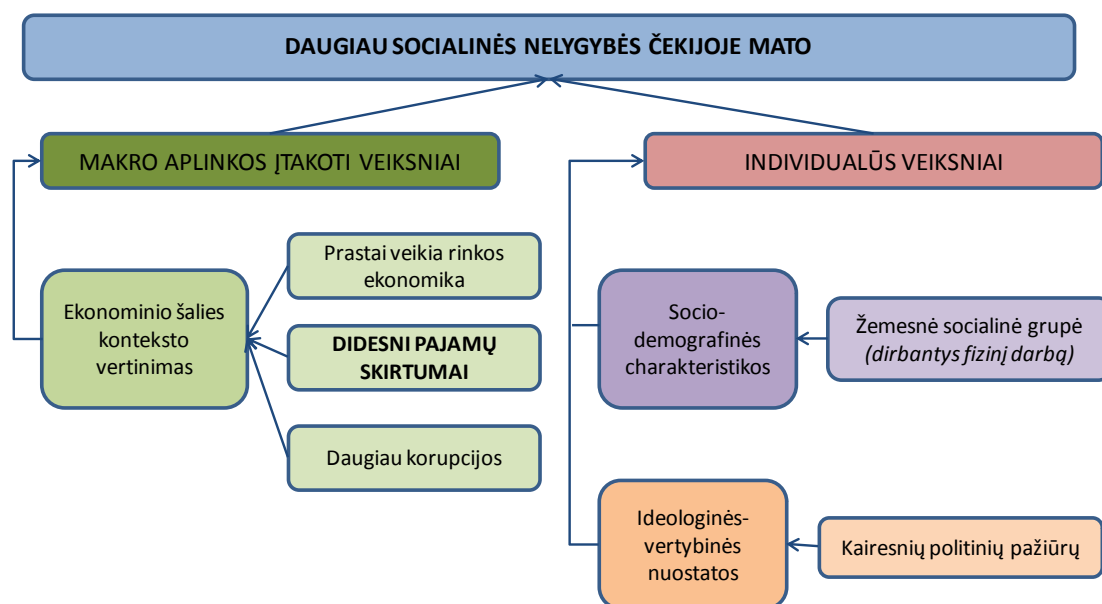 DAUGIAU SOCIALINĖS NELYGYBĖS ČEKIJOJE MATO
MAKRO APLINKOS ĮTAKOTI VEIKSNIAI
INDIVIDUALŪS VEIKSNIAI
Prastai veikia rinkos
ekonomika
Ekonominio šalies
konteksto
vertinimas
DIDESNI PAJAMŲ
SKIRTUMAI
Daugiau korupcijos
Socio-
demografinės
charakteristikos
Žemesnė socialinė grupė
(dirbantys fizinį darbą)
Ideologinės-
vertybinės
nuostatos
Kairesnių politinių pažiūrų